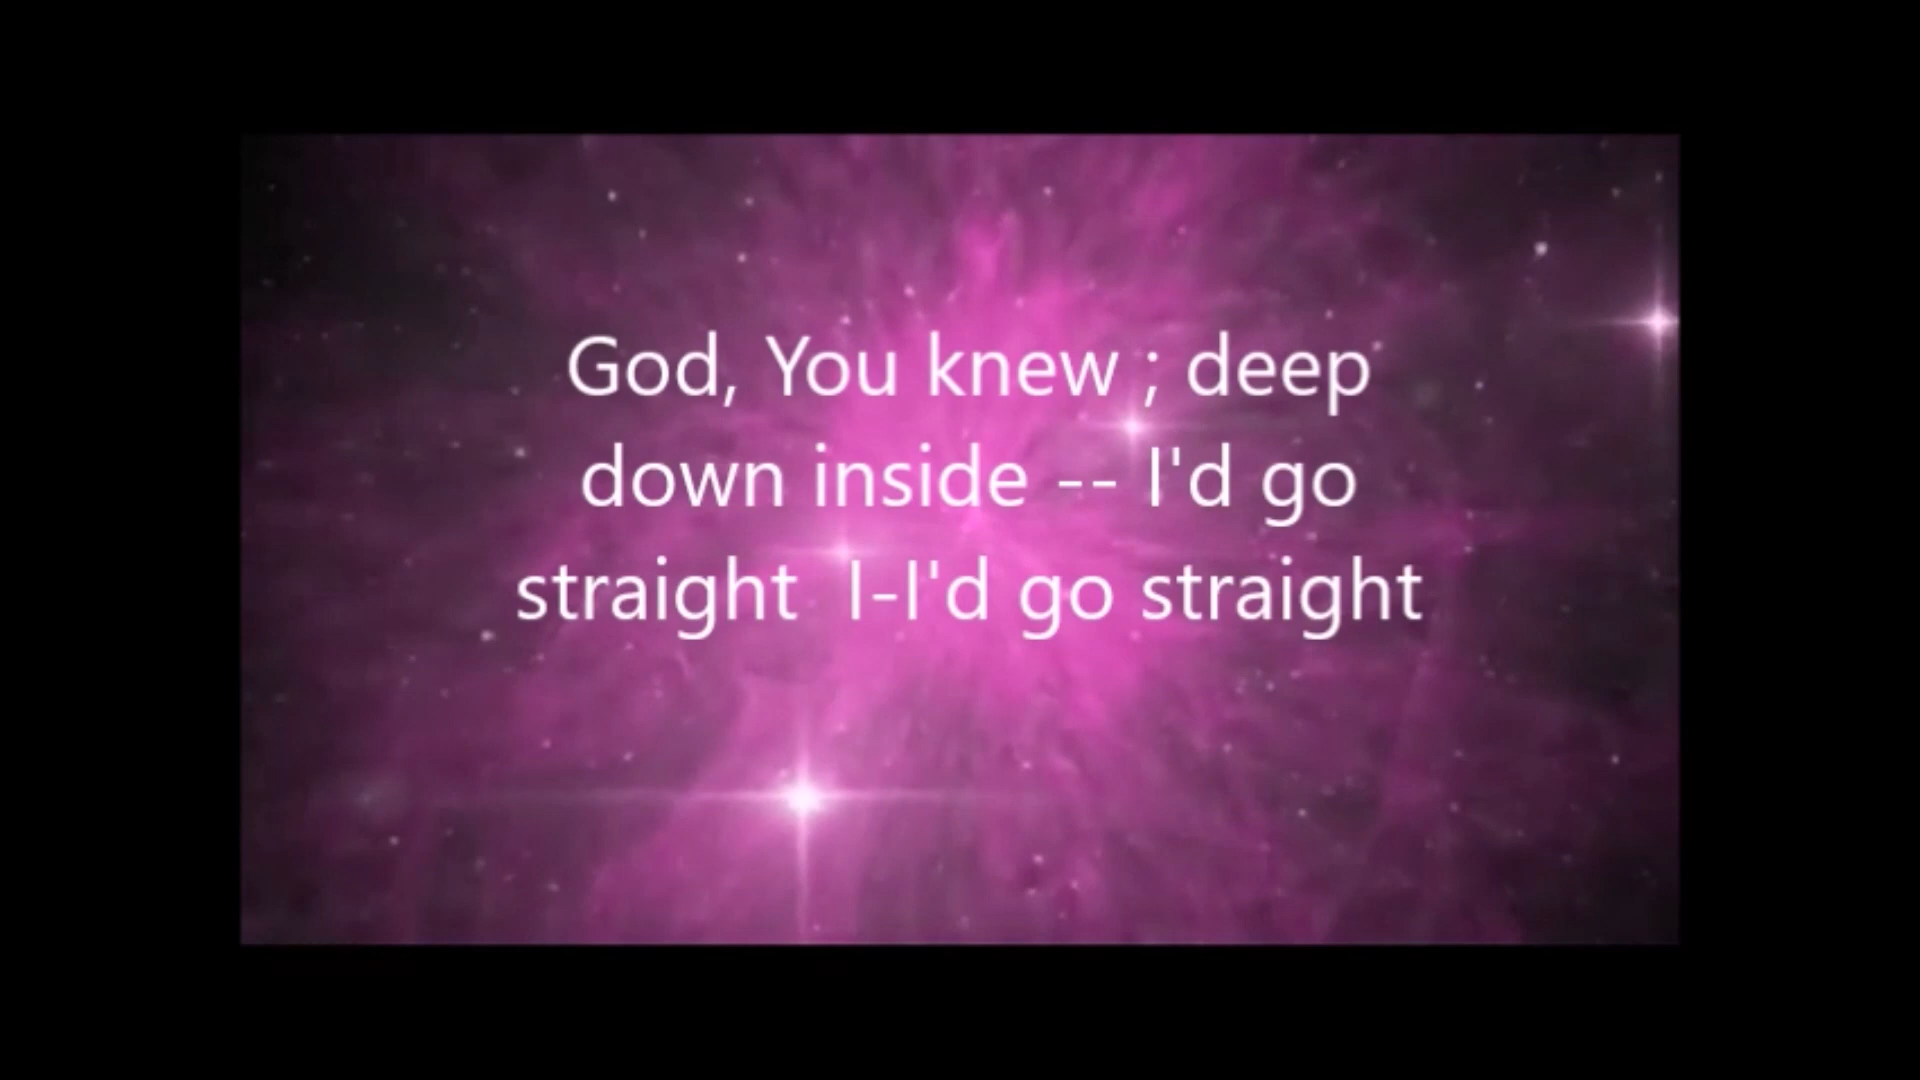 God, You knew ; deep
down inside -- I'd go
straight  I-I'd go straight